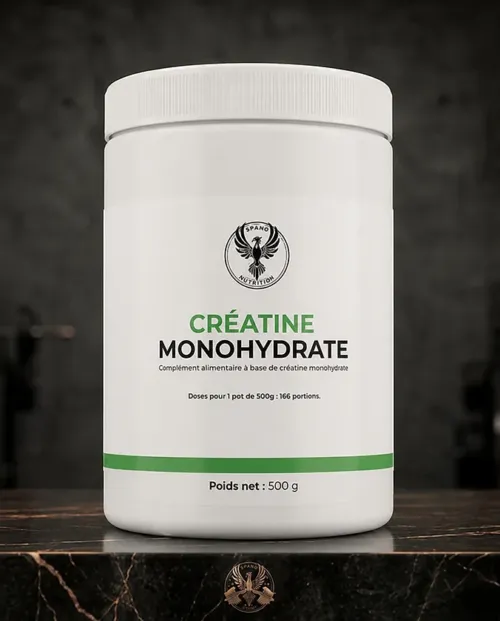 SPANO
NUTRITION
CRÉATINE
MONOHYDRATE
Complément alimentaire à base de créatine monohydrate
Doses pour 1 pot de 500g : 166 portions.
Poids net : 500 g
SPANO